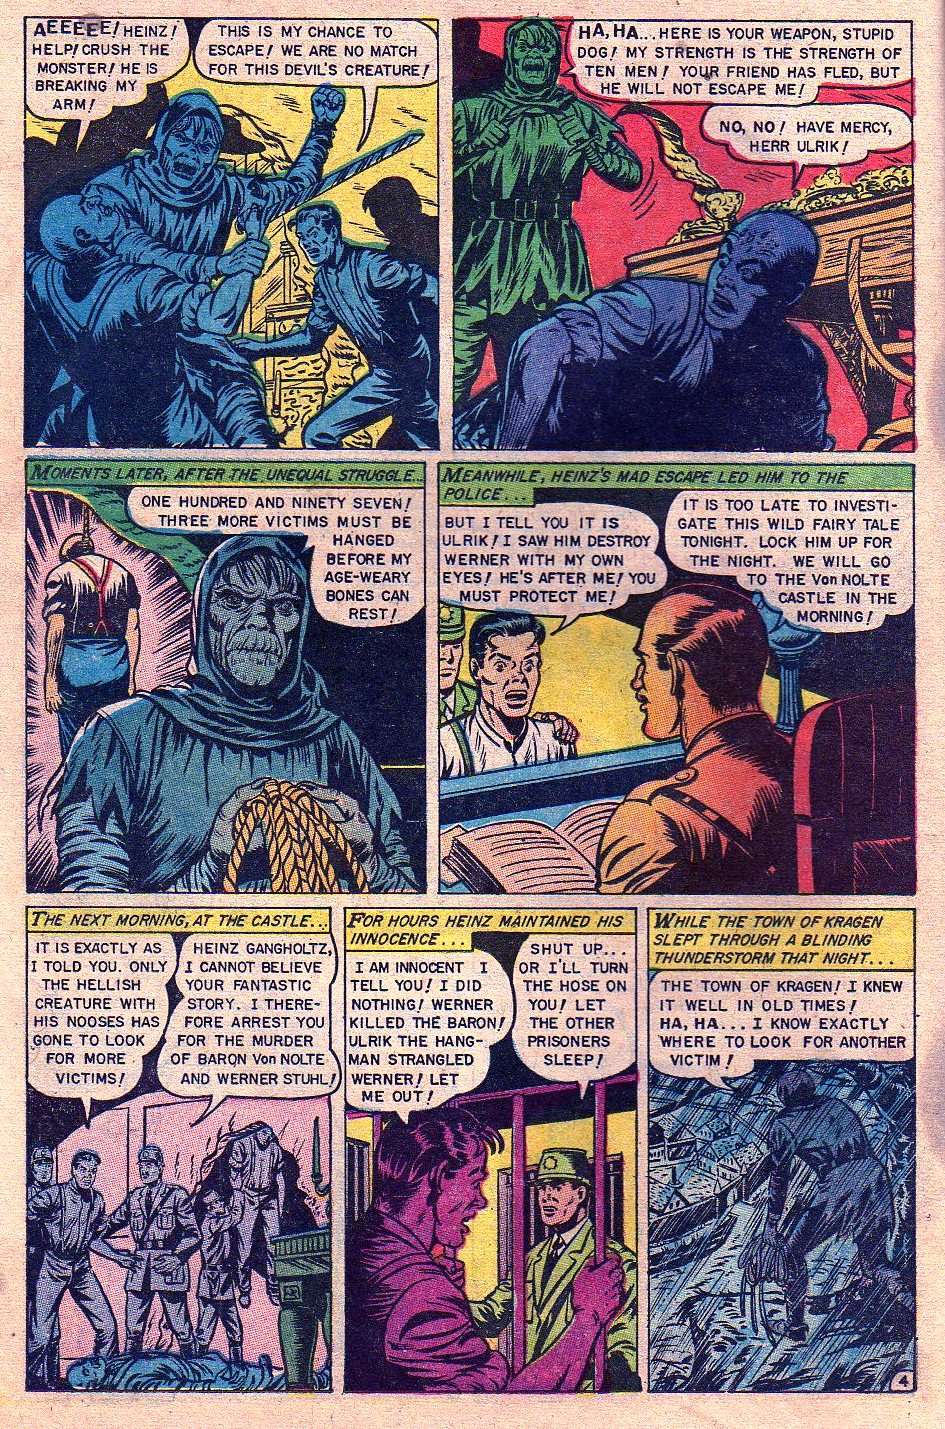 AEEEEE! HEINZ!
HELP! CRUSH THE
MONSTER! HE IS
BREAKING MY
ARM!
THIS IS MY CHANCE TO
ESCAPE! WE ARE NO MATCH
FOR THIS DEVIL'S CREATURE!
HA, HA... HERE IS YOUR WEAPON, STUPID
DOG! MY STRENGTH IS THE STRENGTH OF
TEN MEN! YOUR FRIEND HAS FLED, BUT
HE WILL NOT ESCAPE ME!
NO, NO! HAVE MERCY,
HERR ULRIK!
MOMENTS LATER, AFTER THE UNEQUAL STRUGGLE...
ONE HUNDRED AND NINETY SEVEN!
THREE MORE VICTIMS MUST BE
HANGED
BEFORE MY
AGE-WEARY
BONES CAN
REST!
MEANWHILE, HEINZ'S MAD ESCAPE LED HIM TO THE
POLICE...
BUT I TELL YOU IT IS
ULRIK! I SAW HIM DESTROY
WERNER WITH MY OWN
EYES! HE'S AFTER ME! YOU
MUST PROTECT ME!
IT IS TOO LATE TO INVESTI-
GATE THIS WILD FAIRY TALE
TONIGHT. LOCK HIM UP FOR
THE NIGHT. WE WILL GO
TO THE Von NOLTE
CASTLE IN THE
MORNING!
THE NEXT MORNING, AT THE CASTLE...
IT IS EXACTLY AS
I TOLD YOU. ONLY
THE HELLISH
CREATURE WITH
HIS NOOSES HAS
GONE TO LOOK
FOR MORE
VICTIMS!
HEINZ GANGHOLTZ,
I CANNOT BELIEVE
YOUR FANTASTIC
STORY. I THERE-
FORE ARREST YOU
FOR THE MURDER
OF BARON Von NOLTE
AND WERNER STUHL!
FOR HOURS HEINZ MAINTAINED HIS
INNOCENCE...
I AM INNOCENT I
TELL YOU! I DID
NOTHING! WERNER
KILLED THE BARON!
ULRIK THE HANG-
MAN STRANGLED
WERNER! LET
ME OUT!
SHUT UP...
OR I'LL TURN
THE HOSE ON
YOU! LET
THE OTHER
PRISONERS
SLEEP!
WHILE THE TOWN OF KRAGEN
SLEPT THROUGH A BLINDING
THUNDERSTORM THAT NIGHT...
THE TOWN OF KRAGEN! I KNEW
IT WELL IN OLD TIMES!
HA, HA... I KNOW EXACTLY
WHERE TO LOOK FOR ANOTHER
VICTIM!
4